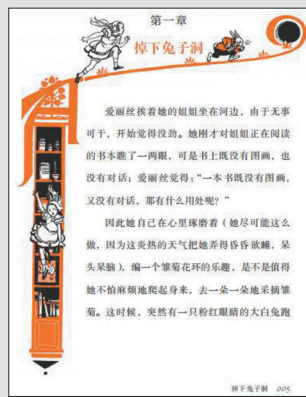 第一章
掉下兔子洞
爱丽丝挨着她的姐姐坐在河边，由于无事
可干，开始觉得没劲。她刚才对姐姐正在阅读
的书本瞧了一两眼，可是书上既没有图画，也
没有对话；爱丽丝觉得：“一本书既没有图画，
又没有对话，那有什么用处呢？”
因此她自己在心里琢磨着（她尽可能这么
做，因为这炎热的天气把她弄得昏昏欲睡，呆
头呆脑），编一个雏菊花环的乐趣，是不是值得
她不怕麻烦地爬起身来，去一朵一朵地采摘雏
菊。这时候，突然有一只粉红眼睛的大白兔跑
掉下兔子洞 005